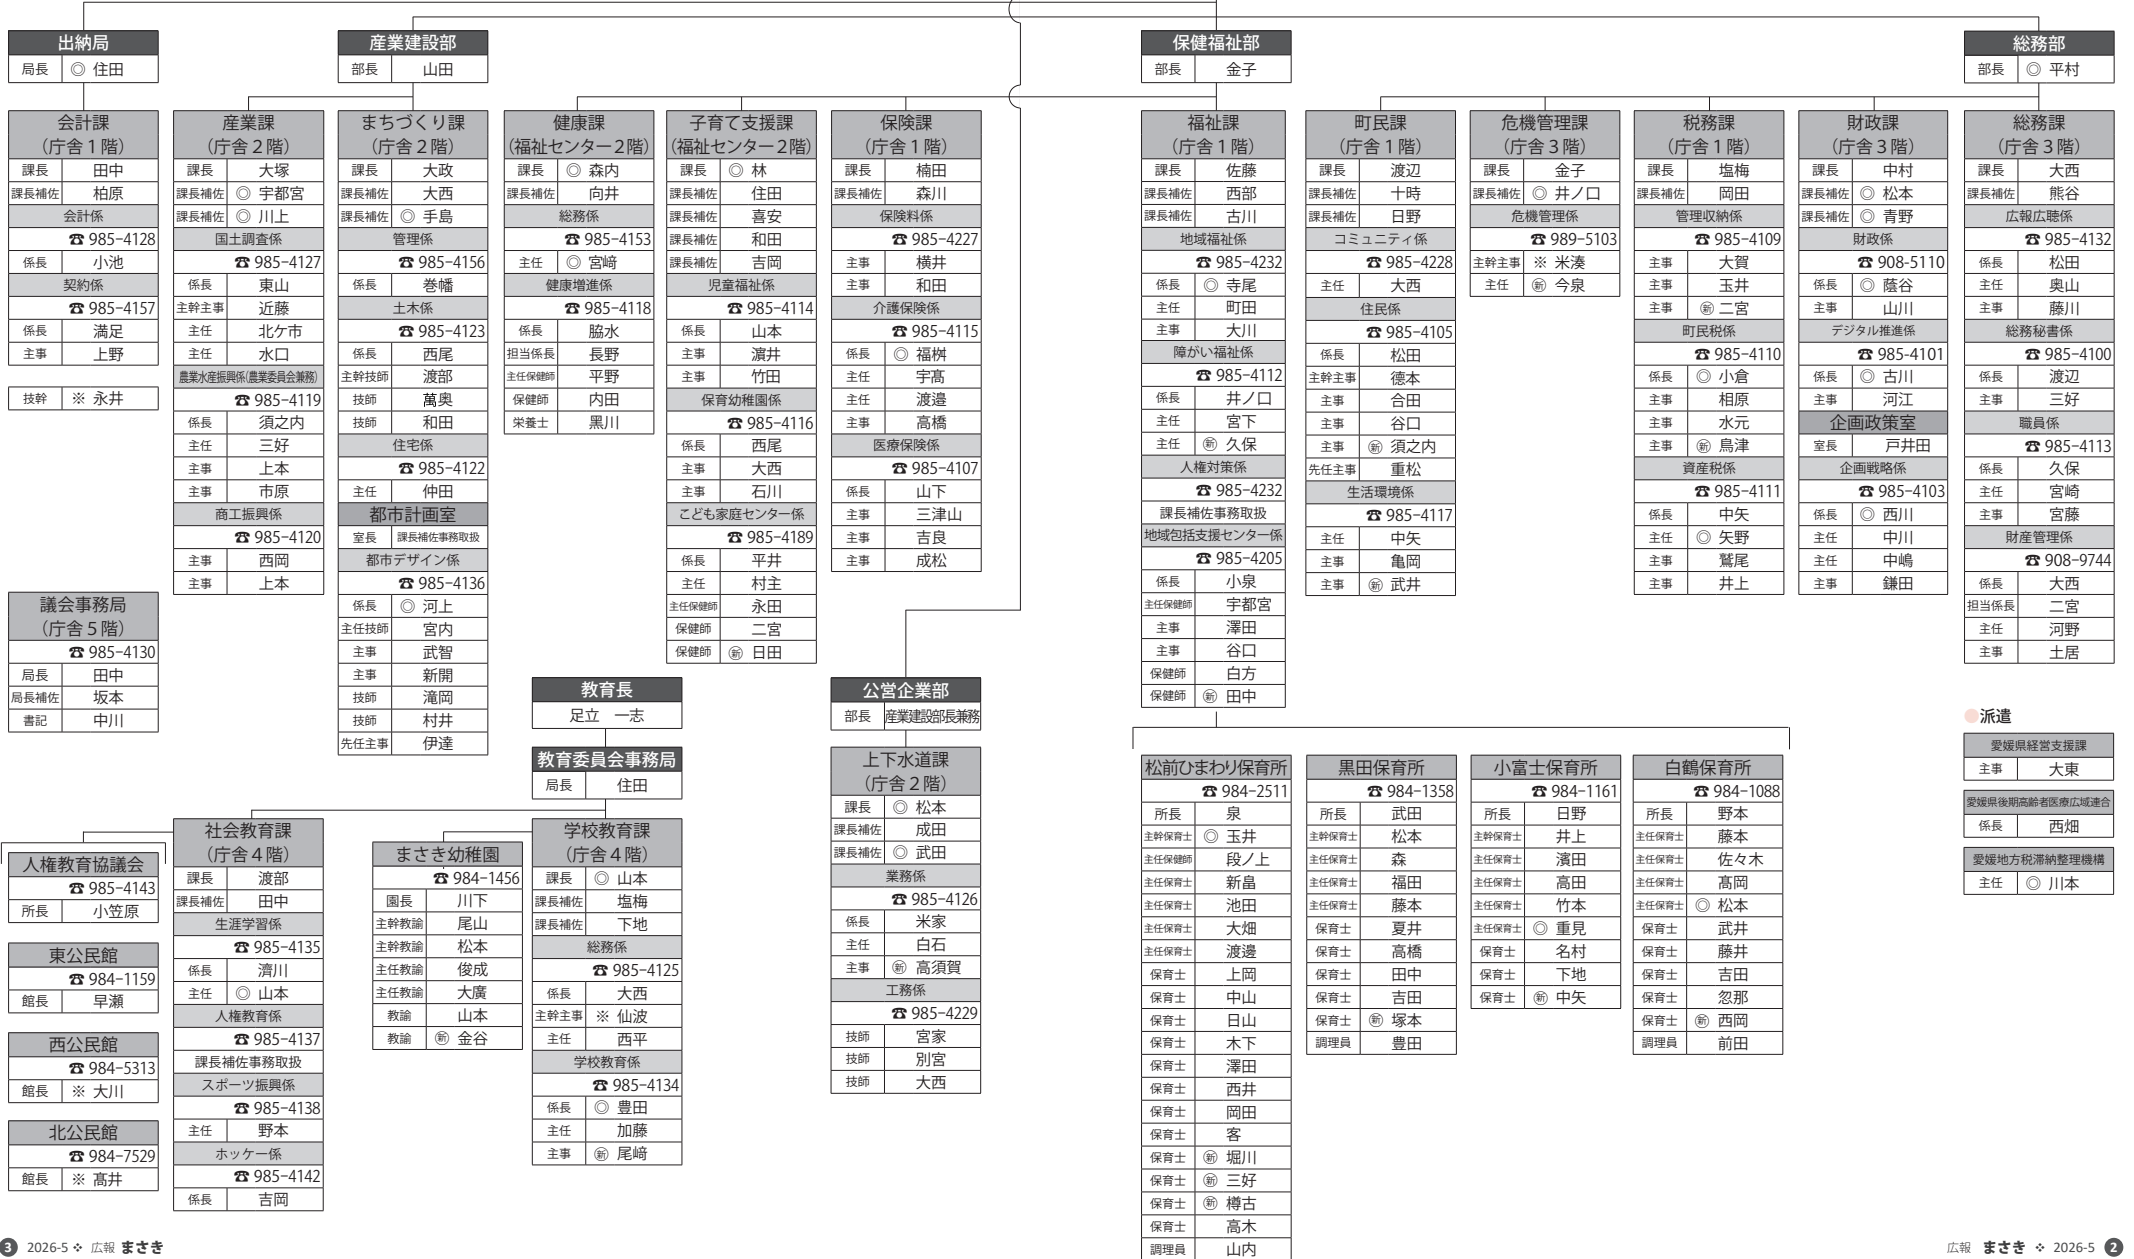 出納局
局長 ◎ 住田
会計課
(庁舎1階)
課長 田中
課長補佐 柏原
会計係
☎ 985-4128
係長 小池
契約係
☎ 985-4157
係長 満足
主事 上野
技幹 ※ 永井
議会事務局
(庁舎5階)
☎ 985-4130
局長 田中
局長補佐 坂本
書記 中川
産業建設部
部長 山田
産業課
(庁舎2階)
課長 大塚
課長補佐 ◎ 宇都宮
課長補佐 ◎ 川上
国土調査係
☎ 985-4127
係長 東山
主幹主事 近藤
主任 北ケ市
主任 水口
農業水産振興係(農業委員会兼務)
☎ 985-4119
係長 須之内
主任 三好
主事 上本
主事 市原
商工振興係
☎ 985-4120
主事 西岡
主事 上本
まちづくり課
(庁舎2階)
課長 大政
課長補佐 大西
課長補佐 ◎ 手島
管理係
☎ 985-4156
係長 巻幡
土木係
☎ 985-4123
係長 西尾
主幹技師 渡部
技師 萬奥
技師 和田
住宅係
☎ 985-4122
主任 仲田
都市計画室
室長 課長補佐事務取扱
都市デザイン係
☎ 985-4136
係長 ◎ 河上
主任技師 宮内
主事 武智
主事 新開
技師 滝岡
技師 村井
先任主事 伊達
保健福祉部
部長 金子
健康課
(福祉センター2階)
課長 ◎ 森内
課長補佐 向井
総務係
☎ 985-4153
主任 ◎ 宮﨑
健康増進係
☎ 985-4118
係長 脇水
担当係長 長野
主任保健師 平野
保健師 内田
栄養士 黒川
子育て支援課
(福祉センター2階)
課長 ◎ 林
課長補佐 住田
課長補佐 喜安
課長補佐 和田
課長補佐 吉岡
児童福祉係
☎ 985-4114
係長 山本
主事 濵井
主事 竹田
保育幼稚園係
☎ 985-4116
係長 西尾
主事 大西
主事 石川
こども家庭センター係
☎ 985-4189
係長 平井
主任 村主
主任保健師 永田
保健師 二宮
保健師 ㊟ 日田
保険課
(庁舎1階)
課長 楠田
課長補佐 森川
保険料係
☎ 985-4227
主事 横井
主事 和田
介護保険係
☎ 985-4115
係長 ◎ 福桝
主任 宇髙
主任 渡邉
主事 高橋
医療保険係
☎ 985-4107
係長 山下
主事 三津山
主事 吉良
主事 成松
福祉課
(庁舎1階)
課長 佐藤
課長補佐 西部
課長補佐 古川
地域福祉係
☎ 985-4232
係長 ◎ 寺尾
主任 町田
主事 大川
障がい福祉係
☎ 985-4112
係長 井ノ口
主任 宮下
主任 新 久保
人権対策係
☎ 985-4232
課長補佐事務取扱
地域包括支援センター係
☎ 985-4205
係長 小泉
主任保健師 宇都宮
主事 澤田
主事 谷口
保健師 白方
保健師 新 田中
総務部
部長 ◎ 平村
町民課
(庁舎1階)
課長 渡辺
課長補佐 十時
課長補佐 日野
コミュニティ係
☎ 985-4228
主任 大西
住民係
☎ 985-4105
係長 松田
主幹主事 德本
主事 合田
主事 谷口
主事 新 須之内
先任主事 重松
生活環境係
☎ 985-4117
主任 中矢
主事 亀岡
主事 新 武井
危機管理課
(庁舎3階)
課長 金子
課長補佐 ◎ 井ノ口
危機管理係
☎ 989-5103
主幹主事 ※ 米湊
主任 新 今泉
税務課
(庁舎1階)
課長 塩梅
課長補佐 岡田
管理収納係
☎ 985-4109
主事 大賀
主事 玉井
主事 新 二宮
町民税係
☎ 985-4110
係長 ◎ 小倉
主事 相原
主事 水元
主事 新 鳥津
資産税係
☎ 985-4111
係長 中矢
主任 ◎ 矢野
主事 鷲尾
主事 井上
財政課
(庁舎3階)
課長 中村
課長補佐 ◎ 松本
課長補佐 ◎ 青野
財政係
☎ 908-5110
係長 ◎ 蔭谷
主事 山川
デジタル推進係
☎ 985-4101
係長 ◎ 古川
主事 河江
企画政策室
室長 戸井田
企画戦略係
☎ 985-4103
係長 ◎ 西川
主任 中川
主任 中嶋
主事 鎌田
総務課
(庁舎3階)
課長 大西
課長補佐 熊谷
広報広聴係
☎ 985-4132
係長 松田
主任 奥山
主事 藤川
総務秘書係
☎ 985-4100
係長 渡辺
主事 三好
職員係
☎ 985-4113
係長 久保
主任 宮崎
主事 宮藤
財産管理係
☎ 908-9744
係長 大西
担当係長 二宮
主任 河野
主事 土居
教育長
足立 一志
教育委員会事務局
局長 住田
人権教育協議会
☎ 985-4143
所長 小笠原
東公民館
☎ 984-1159
館長 早瀬
西公民館
☎ 984-5313
館長 ※ 大川
北公民館
☎ 984-7529
館長 ※ 髙井
社会教育課
(庁舎4階)
課長 渡部
課長補佐 田中
生涯学習係
☎ 985-4135
係長 濟川
主任 ◎ 山本
人権教育係
☎ 985-4137
課長補佐事務取扱
スポーツ振興係
☎ 985-4138
主任 野本
ホッケー係
☎ 985-4142
係長 吉岡
まさき幼稚園
☎ 984-1456
園長 川下
主幹教諭 尾山
主幹教諭 松本
主任教諭 俊成
主任教諭 大廣
教諭 山本
教諭 新 金谷
学校教育課
(庁舎4階)
課長 ◎ 山本
課長補佐 塩梅
課長補佐 下地
総務係
☎ 985-4125
係長 大西
主幹主事 ※ 仙波
主任 西平
学校教育係
☎ 985-4134
係長 ◎ 豊田
主任 加藤
主事 新 尾﨑
公営企業部
部長 産業建設部長兼務
上下水道課
(庁舎2階)
課長 ◎ 松本
課長補佐 成田
課長補佐 ◎ 武田
業務係
☎ 985-4126
係長 米家
主任 白石
主事 新 高須賀
工務係
☎ 985-4229
技師 宮家
技師 別宮
技師 大西
松前ひまわり保育所
☎ 984-2511
所長 泉
主幹保育士 ◎ 玉井
主任保健師 段ノ上
主任保育士 新畠
主任保育士 池田
主任保育士 大畑
主任保育士 渡邊
保育士 上岡
保育士 中山
保育士 日山
保育士 木下
保育士 澤田
保育士 西井
保育士 岡田
保育士 客
保育士 新 堀川
保育士 新 三好
保育士 新 樽古
保育士 高木
調理員 山内
黒田保育所
☎ 984-1358
所長 武田
主幹保育士 松本
主任保育士 森
主任保育士 福田
主任保育士 藤本
保育士 夏井
保育士 高橋
保育士 田中
保育士 吉田
保育士 新 塚本
調理員 豊田
小富士保育所
☎ 984-1161
所長 日野
主幹保育士 井上
主任保育士 濱田
主任保育士 高田
主任保育士 竹本
主任保育士 ◎ 重見
保育士 名村
保育士 下地
保育士 新 中矢
白鶴保育所
☎ 984-1088
所長 野本
主任保育士 藤本
主任保育士 佐々木
主任保育士 髙岡
主任保育士 ◎ 松本
保育士 武井
保育士 藤井
保育士 吉田
保育士 忽那
保育士 新 西岡
調理員 前田
●派遣
愛媛県経営支援課
主事 大東
愛媛県後期高齢者医療広域連合
係長 西畑
愛媛地方税滞納整理機構
主任 ◎ 川本
3 2026-5 ❖ 広報 まさき
広報 まさき ❖ 2026-5 2